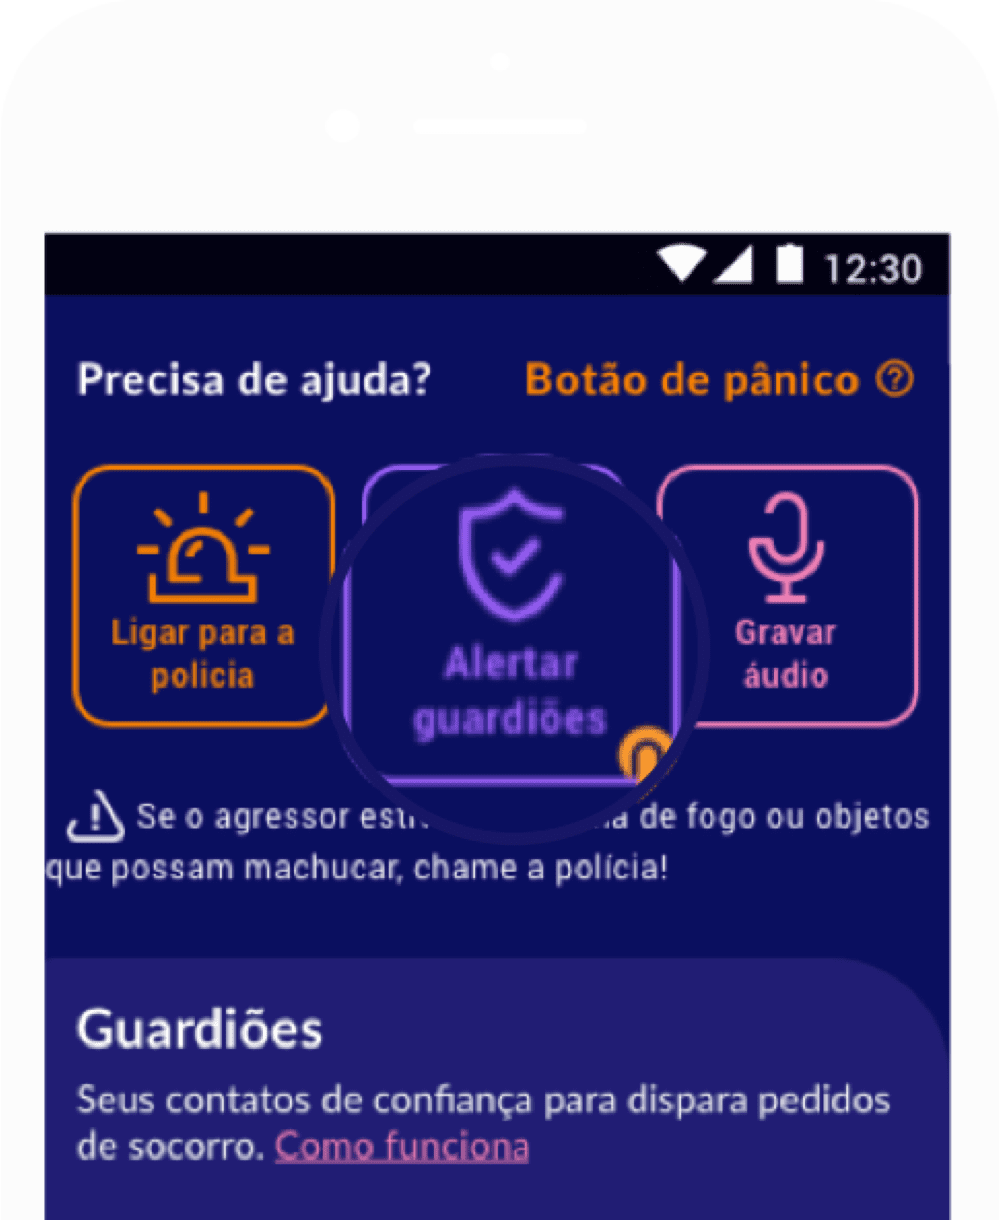 12:30
Precisa de ajuda?
Botão de pânico ?
Ligar para a
policia
Alertar
guardiões
Gravar
áudio
Se o agressor de fogo ou objetos
que possam machucar, chame a polícia!
Guardiões
Seus contatos de confiança para dispara pedidos
de socorro. Como funciona